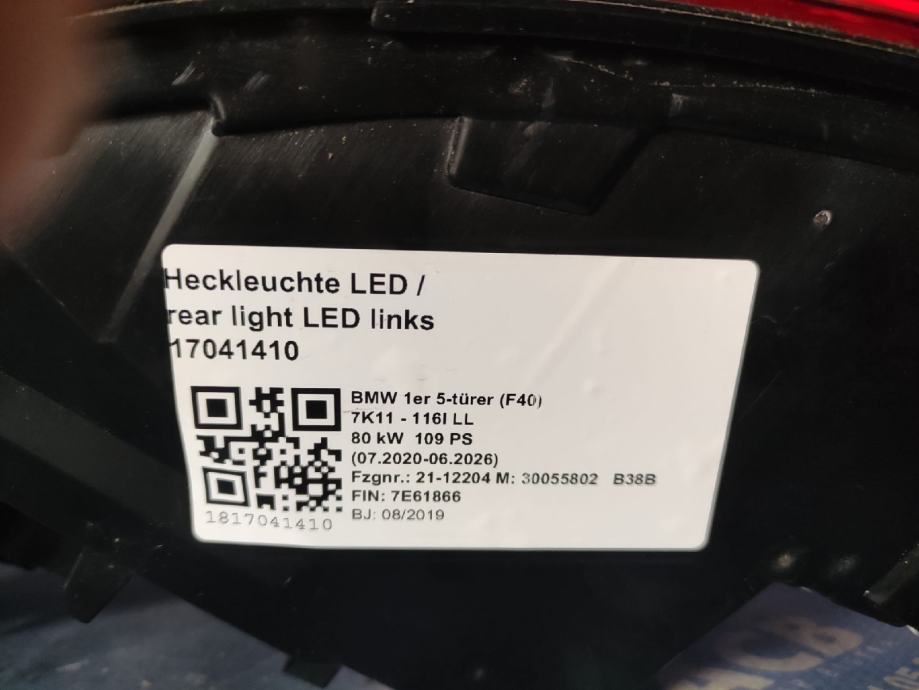 Heckleuchte LED /
rear light LED links
17041410
BMW 1er 5-türer (F40)
7K11 - 116I LL
80 kW 109 PS
(07.2020-06.2026)
Fzgnr.: 21-12204 M: 30055802 B38B
FIN: 7E61866
BJ: 08/2019
1817041410